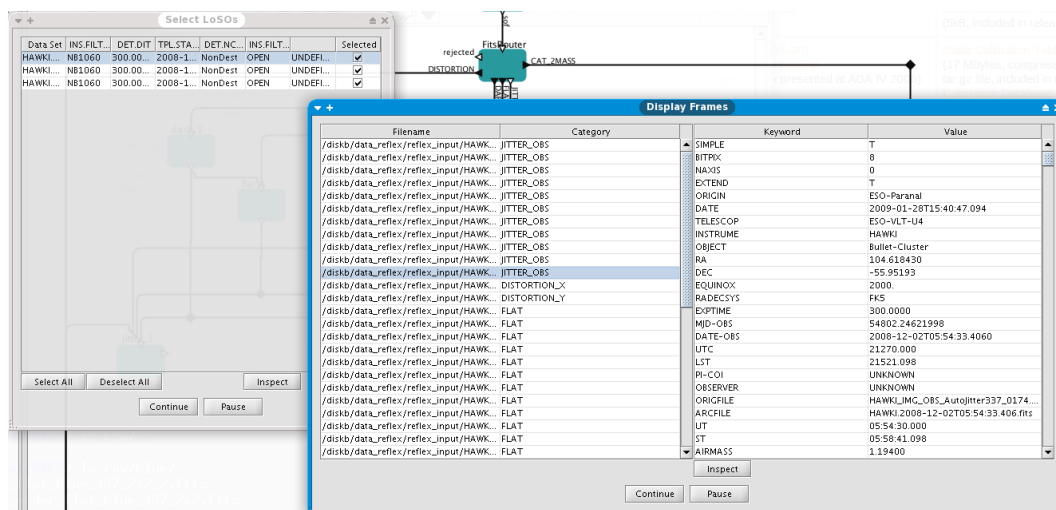 Select LoSOs
Data Set INS.FILT... DET.DIT TPL.STA... DET.NC... INS.FILT... Selected
HAWKI.... NB1060 300.00... 2008-1... NonDest OPEN UNDEFI...
HAWKI.... NB1060 300.00... 2008-1... NonDest OPEN UNDEFI...
HAWKI.... NB1060 300.00... 2008-1... NonDest OPEN UNDEFI...
Select All Deselect All Inspect
Continue Pause
FitsRouter
rejected
DISTORTION
CAT_2MASS
Display Frames
Filename Category Keyword Value
/diskb/data_reflex/reflex_input/HAWK... JITTER_OBS SIMPLE T
/diskb/data_reflex/reflex_input/HAWK... JITTER_OBS BITPIX 8
/diskb/data_reflex/reflex_input/HAWK... JITTER_OBS NAXIS 0
/diskb/data_reflex/reflex_input/HAWK... JITTER_OBS EXTEND T
/diskb/data_reflex/reflex_input/HAWK... JITTER_OBS ORIGIN ESO-Paranal
/diskb/data_reflex/reflex_input/HAWK... JITTER_OBS DATE 2009-01-28T15:40:47.094
/diskb/data_reflex/reflex_input/HAWK... JITTER_OBS TELESCOP ESO-VLT-U4
/diskb/data_reflex/reflex_input/HAWK... JITTER_OBS INSTRUME HAWKI
/diskb/data_reflex/reflex_input/HAWK... JITTER_OBS OBJECT Bullet-Cluster
/diskb/data_reflex/reflex_input/HAWK... JITTER_OBS RA 104.618430
/diskb/data_reflex/reflex_input/HAWK... JITTER_OBS DEC -55.95193
/diskb/data_reflex/reflex_input/HAWK... DISTORTION_X EQUINOX 2000.
/diskb/data_reflex/reflex_input/HAWK... DISTORTION_Y RADECSYS FK5
/diskb/data_reflex/reflex_input/HAWK... FLAT EXPTIME 300.0000
/diskb/data_reflex/reflex_input/HAWK... FLAT MJD-OBS 54802.24621998
/diskb/data_reflex/reflex_input/HAWK... FLAT DATE-OBS 2008-12-02T05:54:33.4060
/diskb/data_reflex/reflex_input/HAWK... FLAT UTC 21270.000
/diskb/data_reflex/reflex_input/HAWK... FLAT LST 21521.098
/diskb/data_reflex/reflex_input/HAWK... FLAT PI-COI UNKNOWN
/diskb/data_reflex/reflex_input/HAWK... FLAT OBSERVER UNKNOWN
/diskb/data_reflex/reflex_input/HAWK... FLAT ORIGFILE HAWKI_IMG_OBS_AutoJitter337_0174....
/diskb/data_reflex/reflex_input/HAWK... FLAT ARCFILE HAWKI.2008-12-02T05:54:33.406.fits
/diskb/data_reflex/reflex_input/HAWK... FLAT UT 05:54:30.000
/diskb/data_reflex/reflex_input/HAWK... FLAT ST 05:58:41.098
/diskb/data_reflex/reflex_input/HAWK... FLAT AIRMASS 1.19400
Inspect
Continue Pause